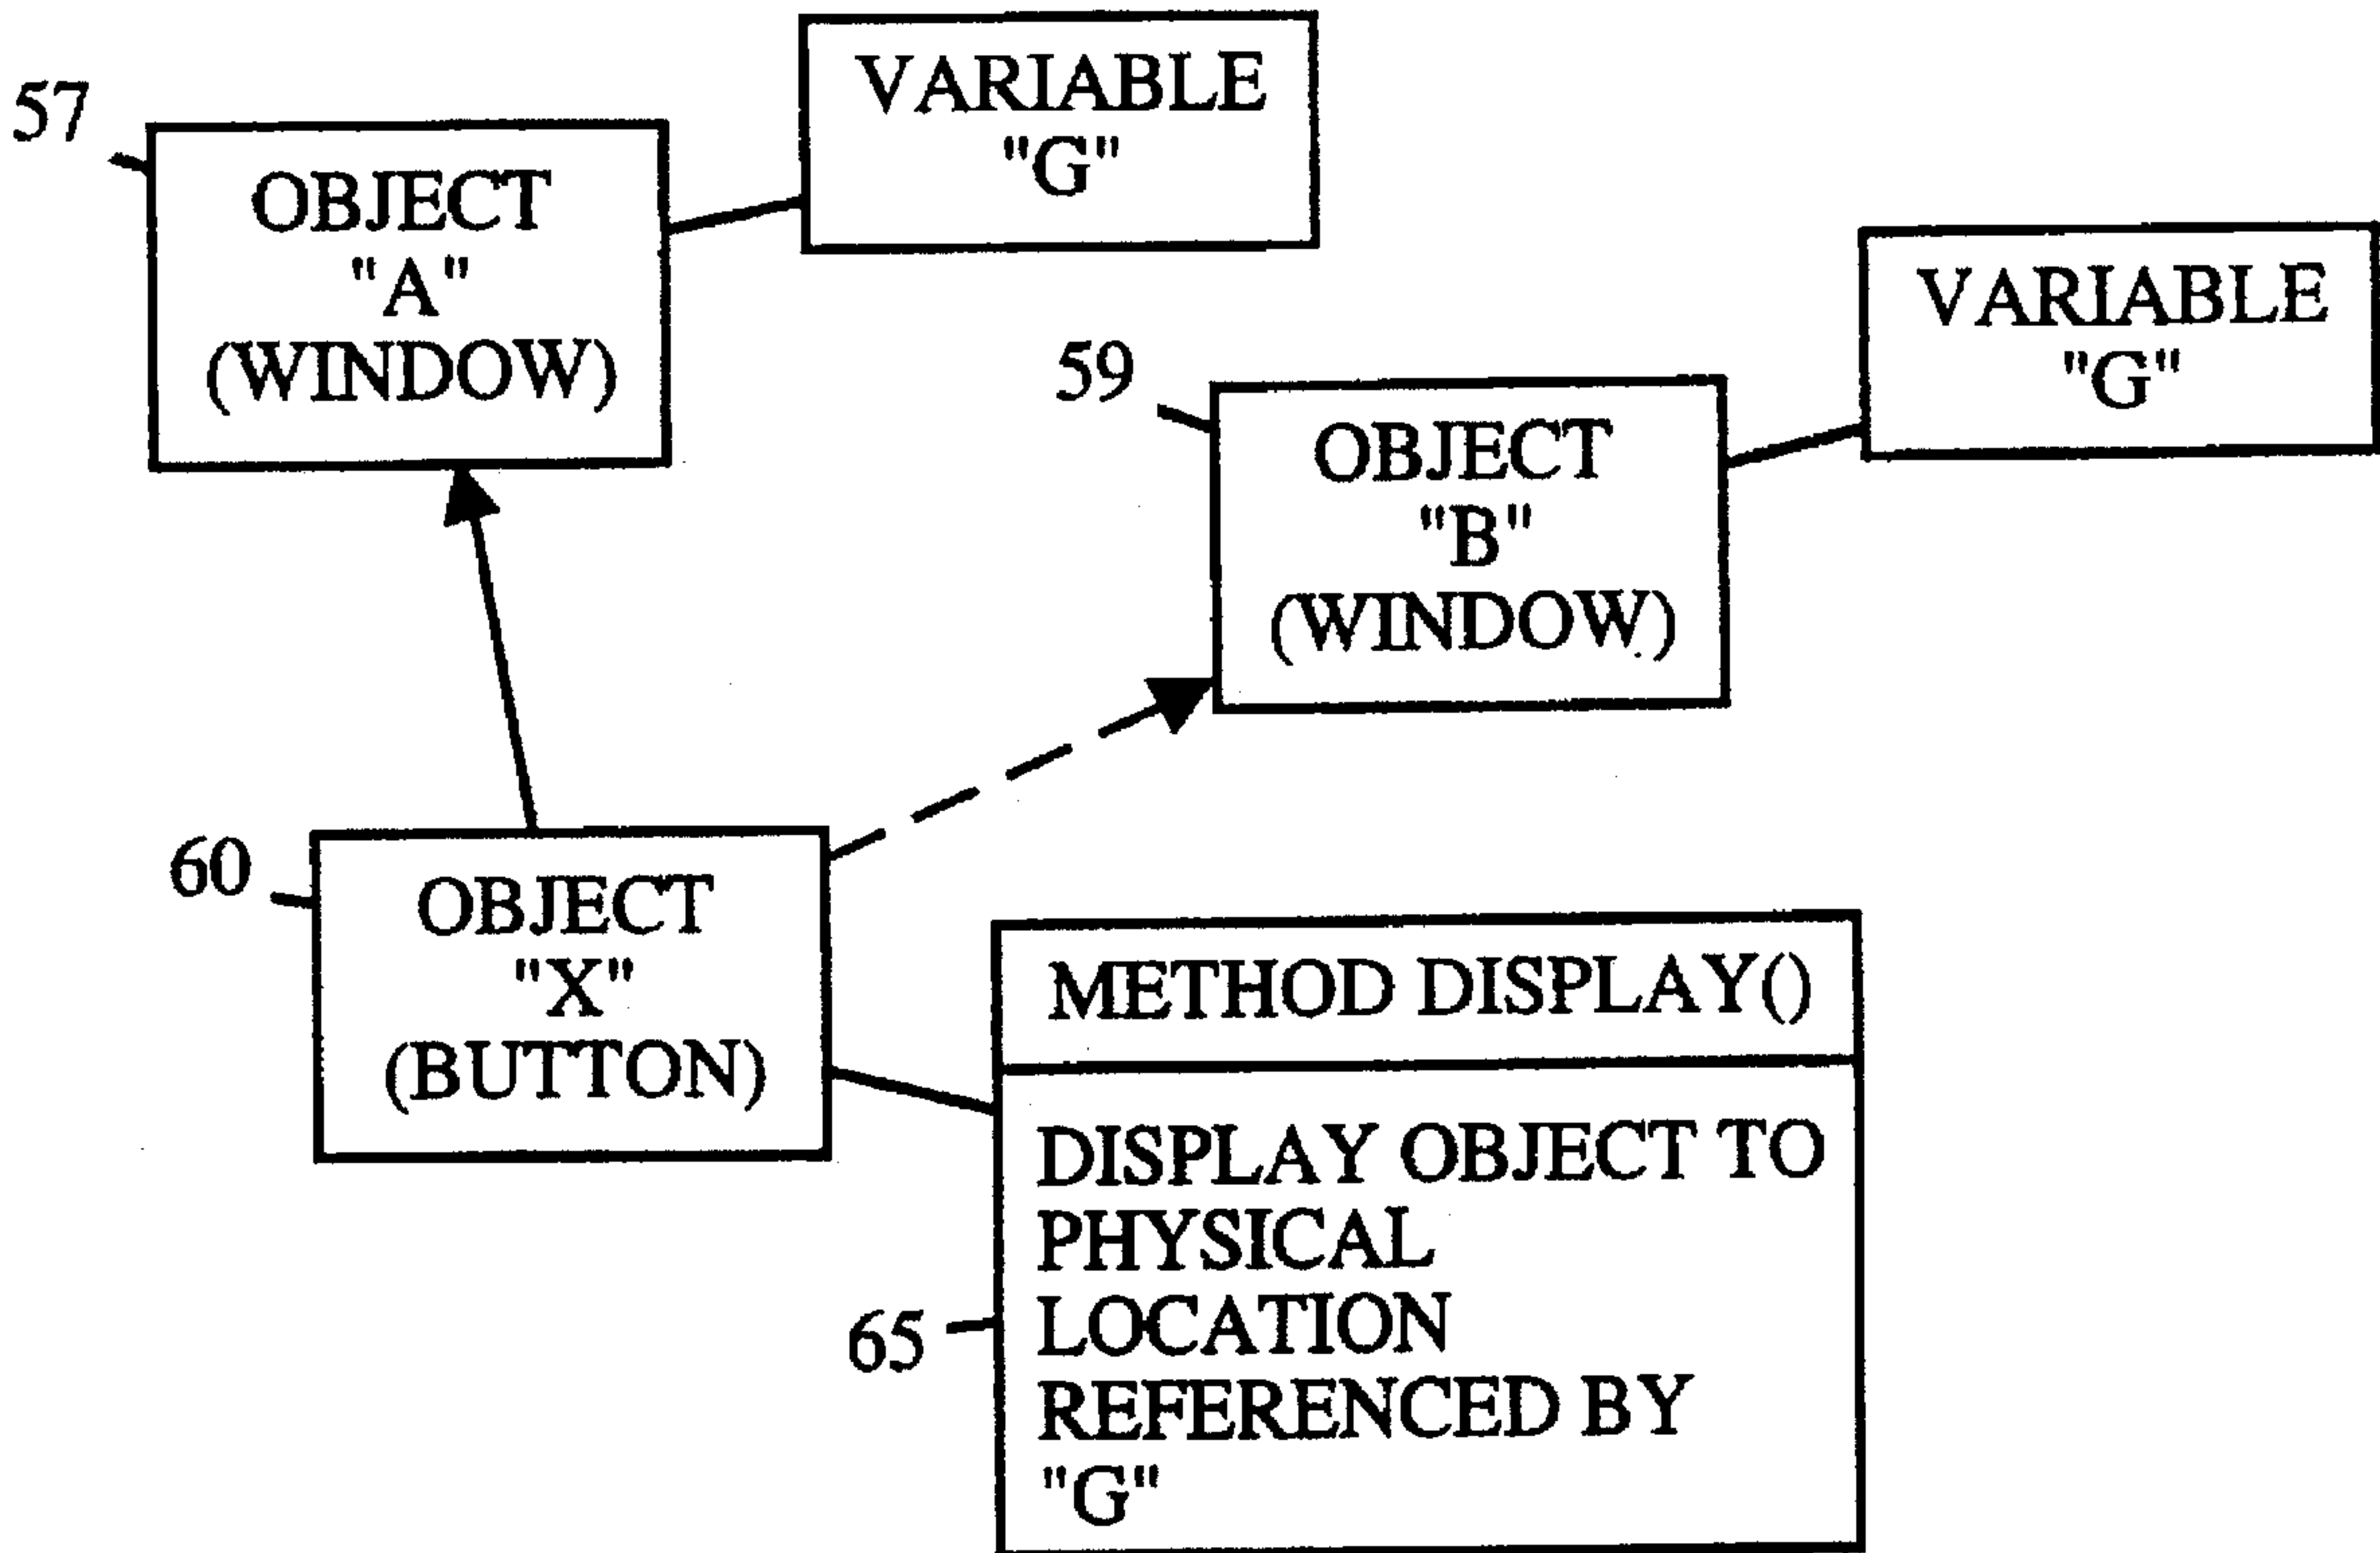 57
OBJECT
"A"
(WINDOW)
VARIABLE
"G"
59
OBJECT
"B"
(WINDOW)
VARIABLE
"G"
60
OBJECT
"X"
(BUTTON)
METHOD DISPLAY()
65
DISPLAY OBJECT TO
PHYSICAL
LOCATION
REFERENCED BY
"G"